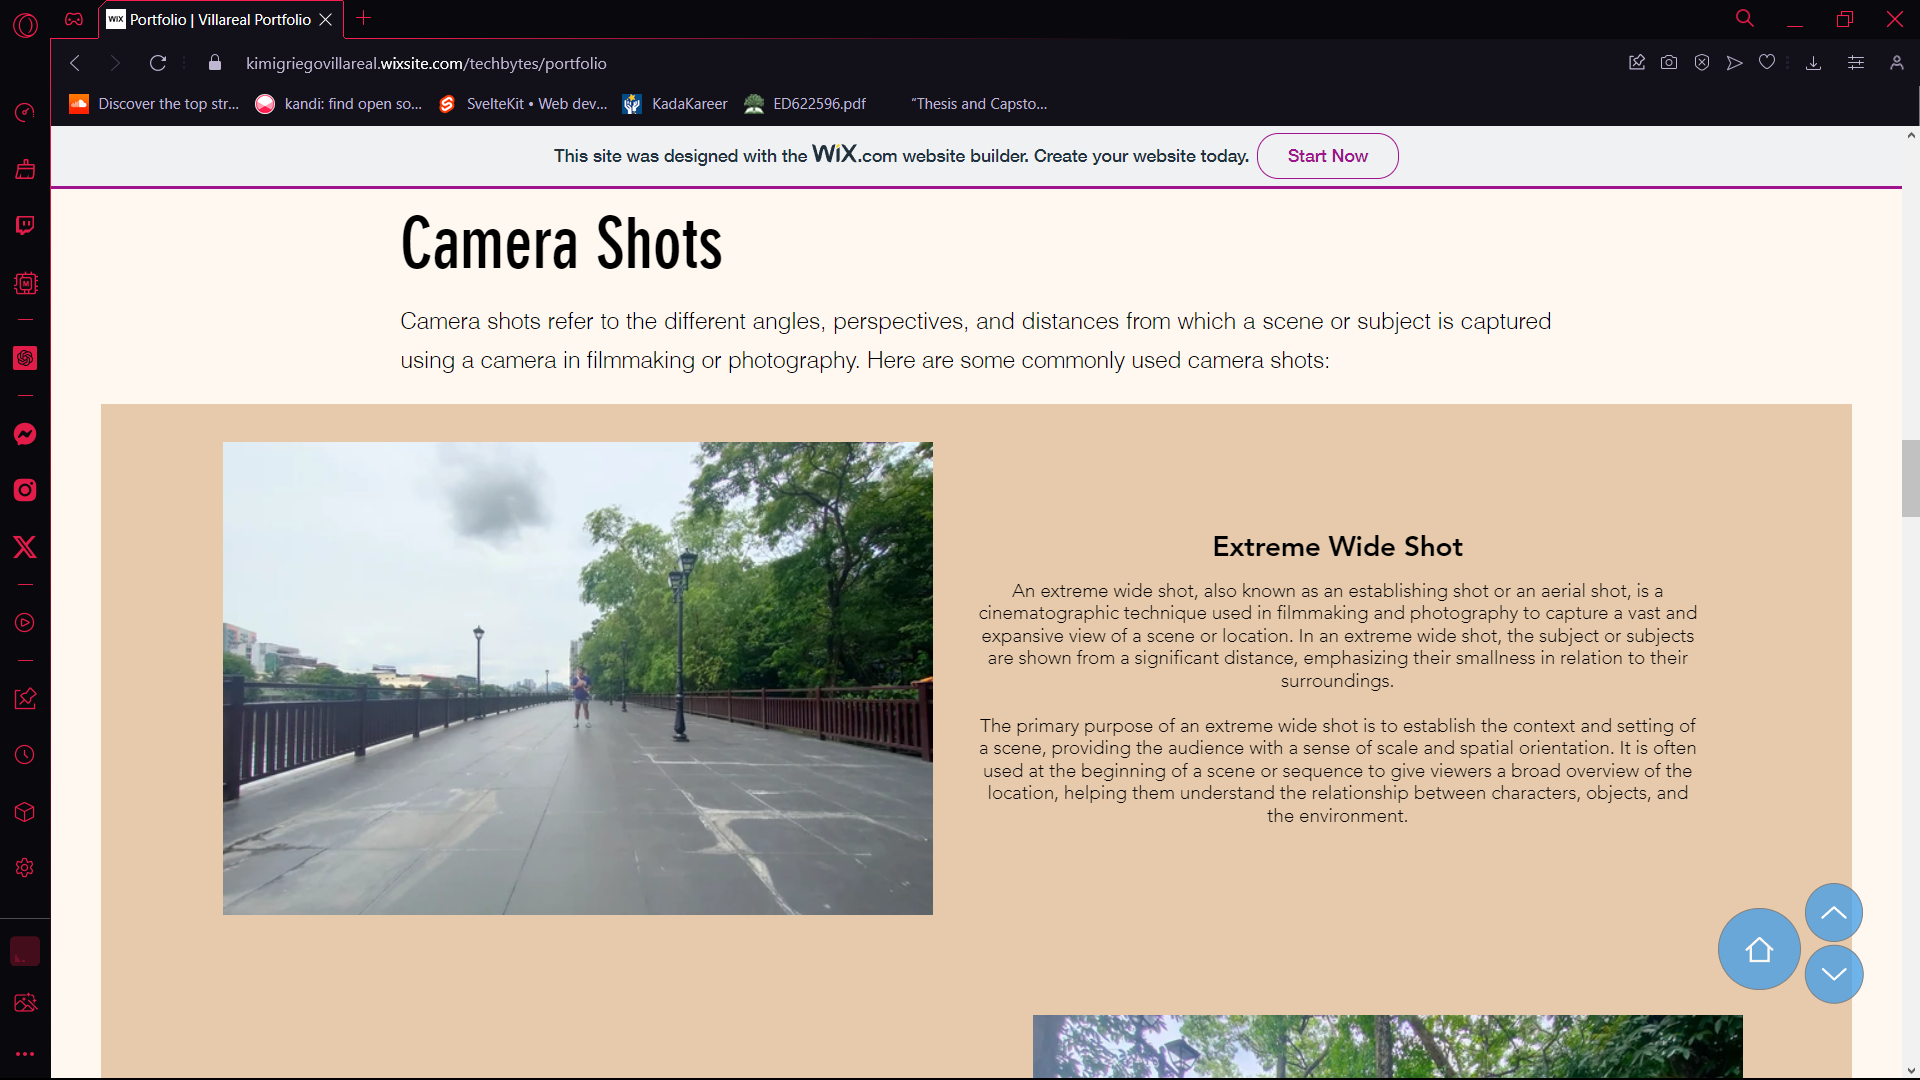 WiX Portfolio | Villareal Portfolio
kimigriegovillareal.wixsite.com/techbytes/portfolio
Discover the top str...
kandi: find open so...
SvelteKit • Web dev...
KadaKareer
ED622596.pdf
"Thesis and Capsto...
This site was designed with the WiX.com website builder. Create your website today.
Start Now
Camera Shots
Camera shots refer to the different angles, perspectives, and distances from which a scene or subject is captured
using a camera in filmmaking or photography. Here are some commonly used camera shots:
Extreme Wide Shot
An extreme wide shot, also known as an establishing shot or an aerial shot, is a
cinematographic technique used in filmmaking and photography to capture a vast and
expansive view of a scene or location. In an extreme wide shot, the subject or subjects
are shown from a significant distance, emphasizing their smallness in relation to their
surroundings.
The primary purpose of an extreme wide shot is to establish the context and setting of
a scene, providing the audience with a sense of scale and spatial orientation. It is often
used at the beginning of a scene or sequence to give viewers a broad overview of the
location, helping them understand the relationship between characters, objects, and
the environment.